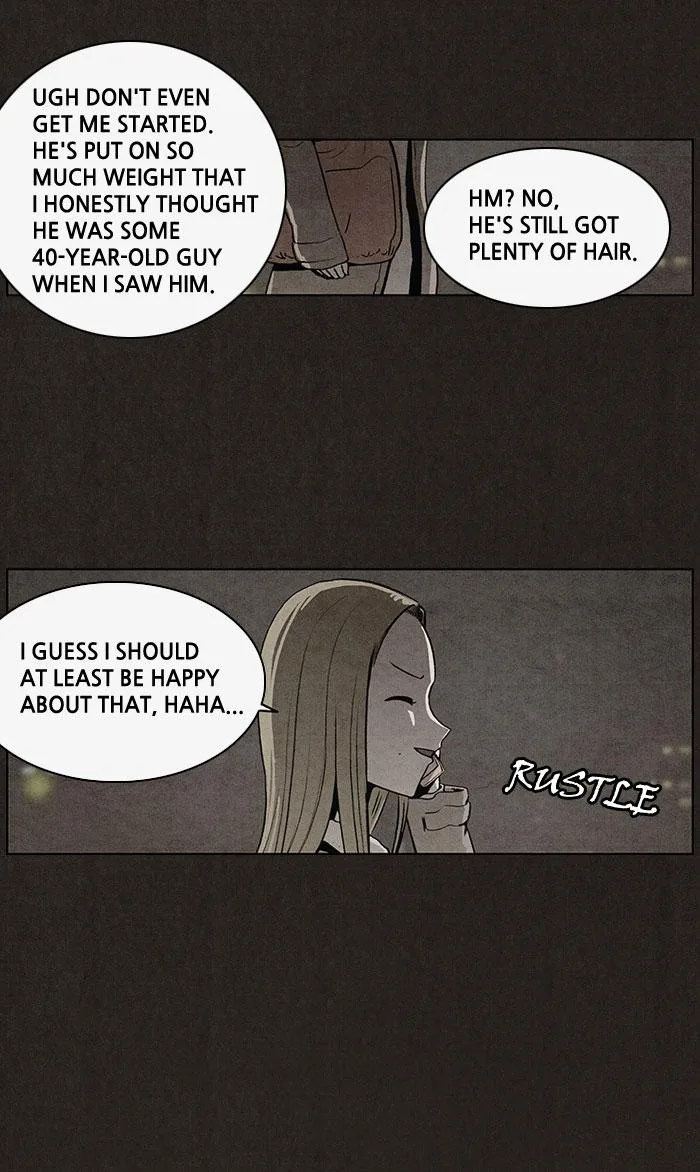 UGH DON'T EVEN
GET ME STARTED.
HE'S PUT ON SO
MUCH WEIGHT THAT
I HONESTLY THOUGHT
HE WAS SOME
40-YEAR-OLD GUY
WHEN I SAW HIM.
HM? NO,
HE'S STILL GOT
PLENTY OF HAIR.
I GUESS I SHOULD
AT LEAST BE HAPPY
ABOUT THAT, HAHA...
RUSTLE